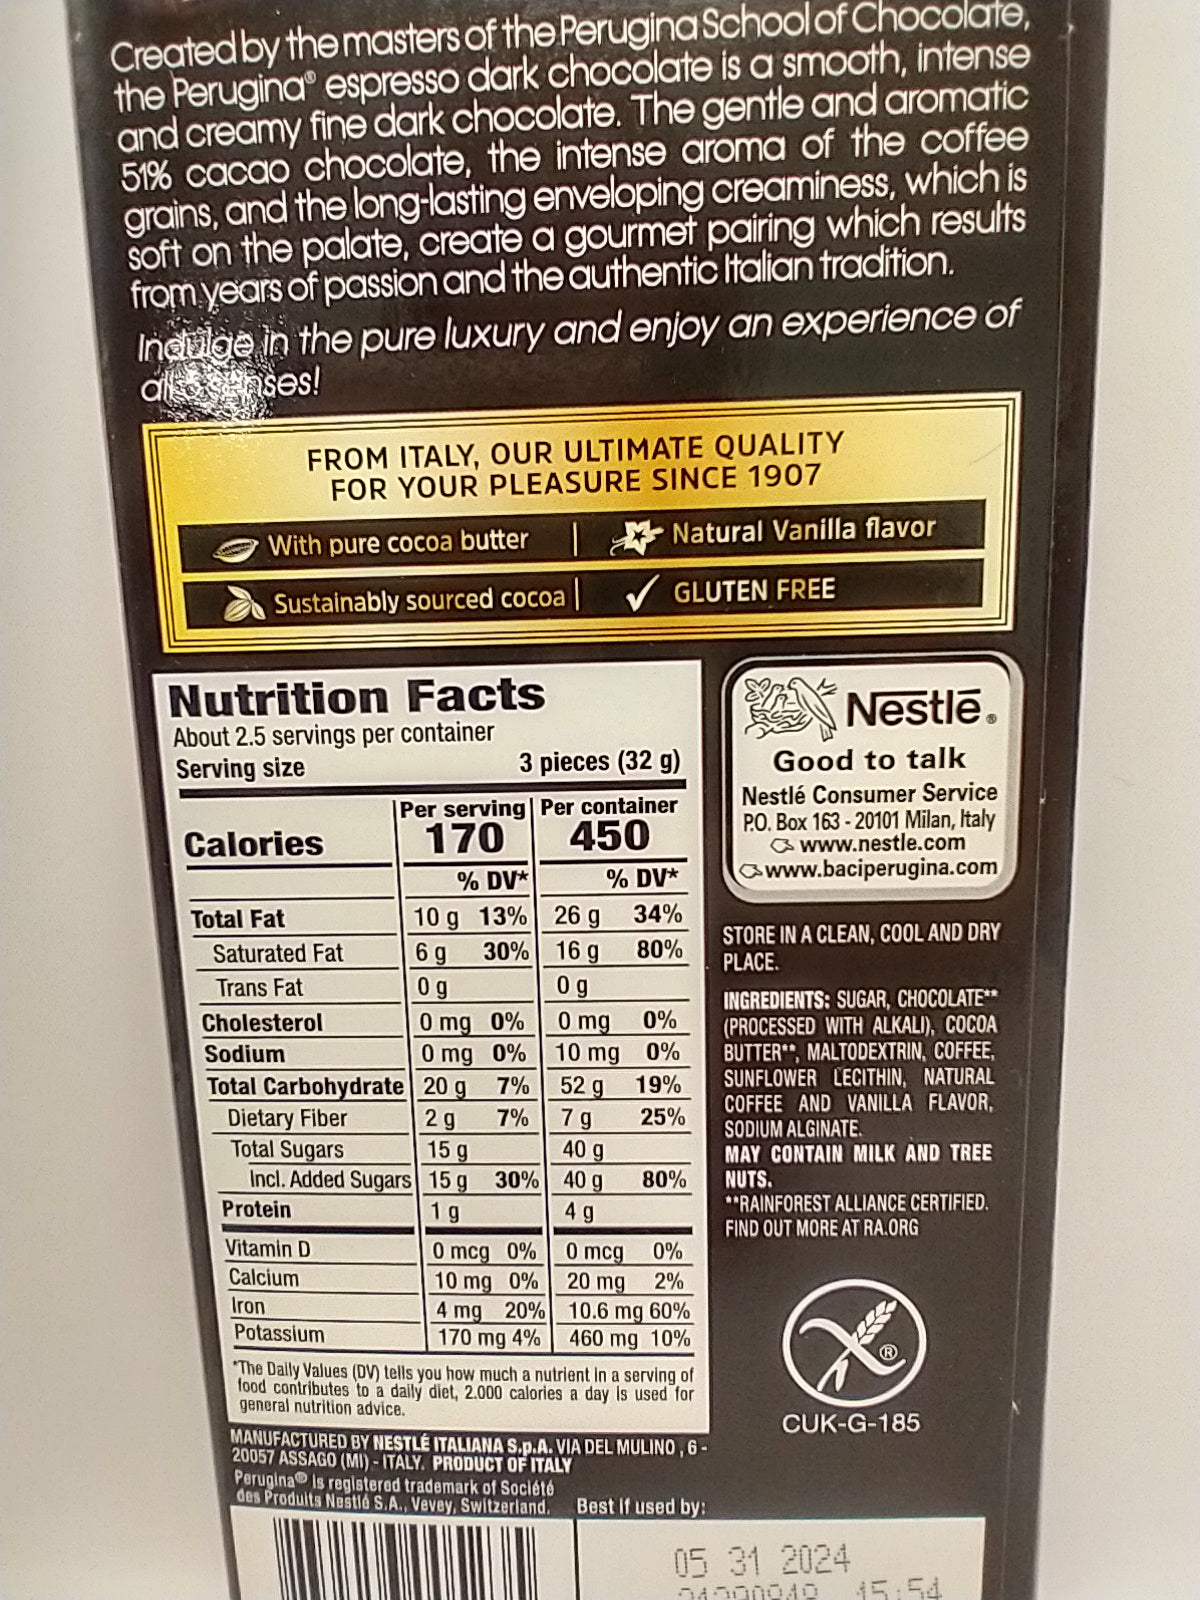 Created by the masters of the Perugina School of Chocolate,
the Perugina® espresso dark chocolate is a smooth, intense
and creamy fine dark chocolate. The gentle and aromatic
51% cacao chocolate, the intense aroma of the coffee
grains, and the long-lasting enveloping creaminess, which is
soft on the palate, create a gourmet pairing which results
from years of passion and the authentic Italian tradition.
Indulge in the pure luxury and enjoy an experience of
all senses!
FROM ITALY, OUR ULTIMATE QUALITY
FOR YOUR PLEASURE SINCE 1907
With pure cocoa butter | Natural Vanilla flavor
Sustainably sourced cocoa | GLUTEN FREE
Nutrition Facts
About 2.5 servings per container
Serving size 3 pieces (32 g)
Per serving Per container
Calories 170 450
% DV* % DV*
Total Fat 10 g 13% 26 g 34%
Saturated Fat 6 g 30% 16 g 80%
Trans Fat 0 g 0 g
Cholesterol 0 mg 0% 0 mg 0%
Sodium 0 mg 0% 10 mg 0%
Total Carbohydrate 20 g 7% 52 g 19%
Dietary Fiber 2 g 7% 7 g 25%
Total Sugars 15 g 40 g
Incl. Added Sugars 15 g 30% 40 g 80%
Protein 1 g 4 g
Vitamin D 0 mcg 0% 0 mcg 0%
Calcium 10 mg 0% 20 mg 2%
Iron 4 mg 20% 10.6 mg 60%
Potassium 170 mg 4% 460 mg 10%
*The Daily Values (DV) tells you how much a nutrient in a serving of
food contributes to a daily diet, 2.000 calories a day is used for
general nutrition advice.
Nestlé®
Good to talk
Nestlé Consumer Service
P.O. Box 163 - 20101 Milan, Italy
www.nestle.com
www.baciperugina.com
STORE IN A CLEAN, COOL AND DRY
PLACE.
INGREDIENTS: SUGAR, CHOCOLATE**
(PROCESSED WITH ALKALI), COCOA
BUTTER**, MALTODEXTRIN, COFFEE,
SUNFLOWER LECITHIN, NATURAL
COFFEE AND VANILLA FLAVOR,
SODIUM ALGINATE.
MAY CONTAIN MILK AND TREE
NUTS.
**RAINFOREST ALLIANCE CERTIFIED.
FIND OUT MORE AT RA.ORG
®
CUK-G-185
MANUFACTURED BY NESTLÉ ITALIANA S.p.A. VIA DEL MULINO , 6 -
20057 ASSAGO (MI) - ITALY. PRODUCT OF ITALY
Perugina® is registered trademark of Société
des Produits Nestlé S.A., Vevey, Switzerland.
Best if used by:
05 31 2024
15:54